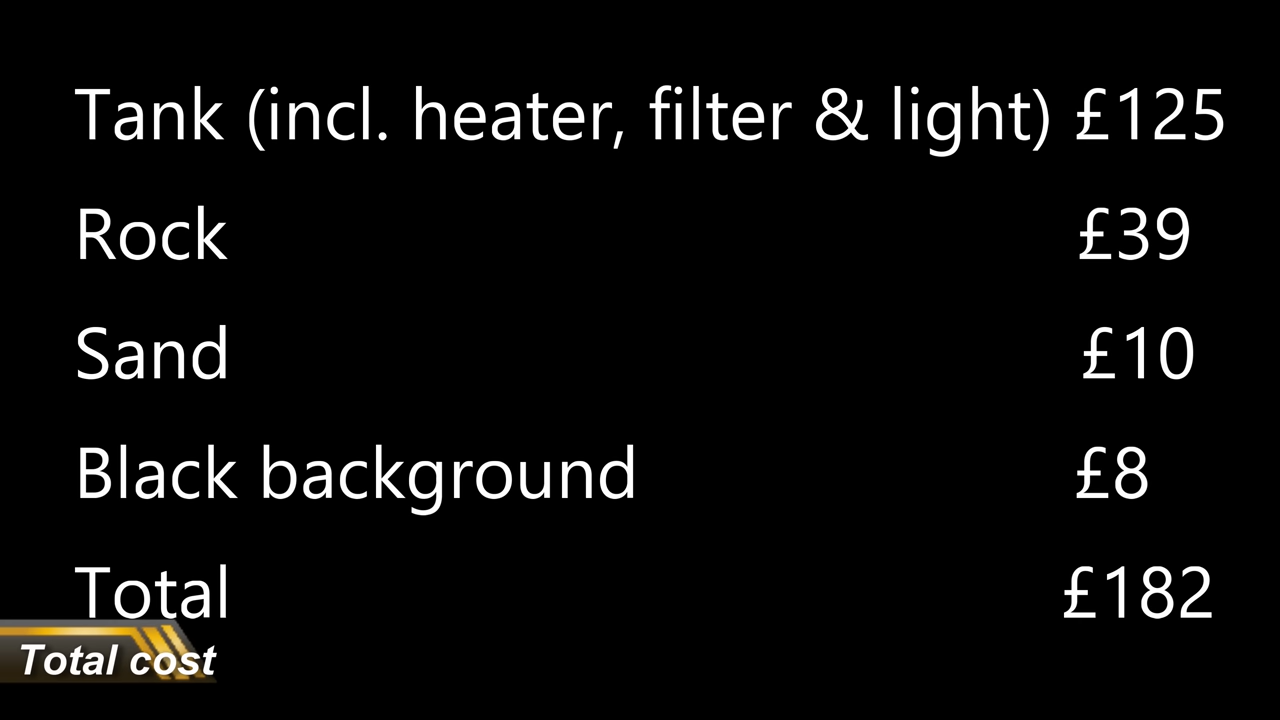 Tank (incl. heater, filter & light) £125
Rock £39
Sand £10
Black background £8
Total £182
Total cost